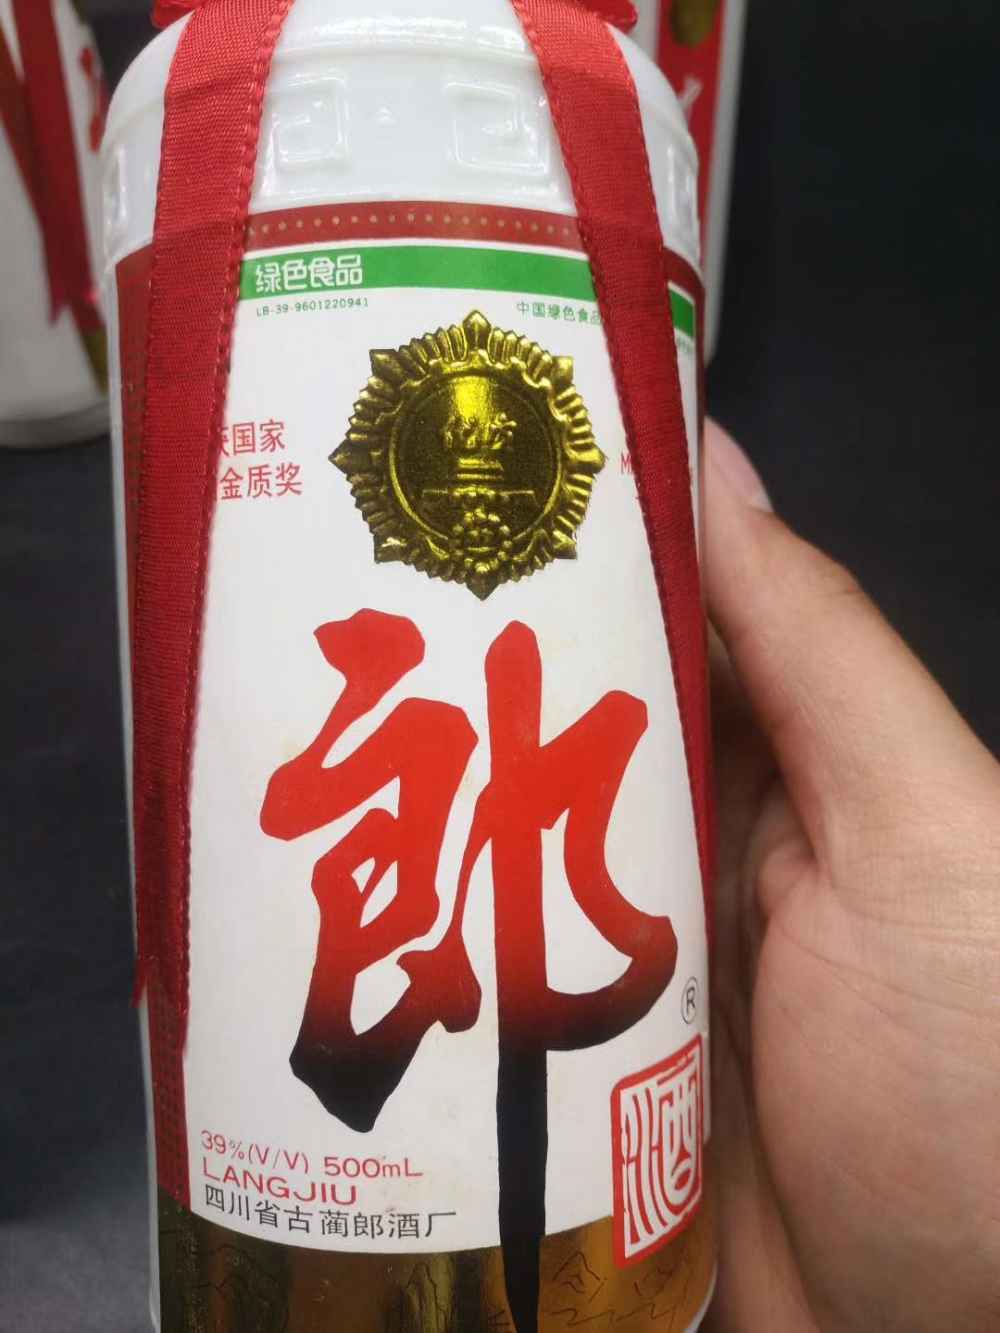 绿色食品
LB-39-9601220941
中国绿色食品
国家
金质奖
郎
®
酒
39%(V/V) 500mL
LANGJIU
四川省古蔺郎酒厂